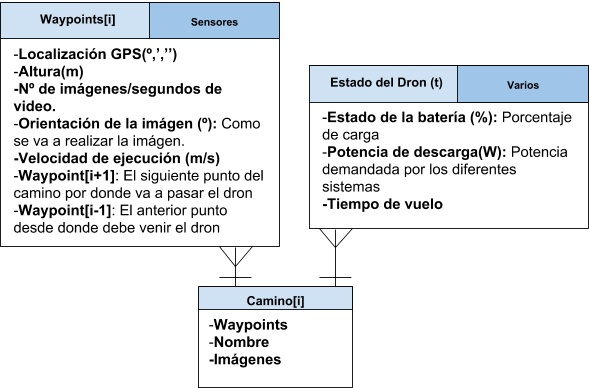 Waypoints[i]
Sensores
-Localización GPS(º,’,’’)
-Altura(m)
-Nº de imágenes/segundos de
video.
-Orientación de la imágen (º): Como
se va a realizar la imágen.
-Velocidad de ejecución (m/s)
-Waypoint[i+1]: El siguiente punto del
camino por donde va a pasar el dron
-Waypoint[i-1]: El anterior punto
desde donde debe venir el dron
Estado del Dron (t)
Varios
-Estado de la batería (%): Porcentaje
de carga
-Potencia de descarga(W): Potencia
demandada por los diferentes
sistemas
-Tiempo de vuelo
Camino[i]
-Waypoints
-Nombre
-Imágenes